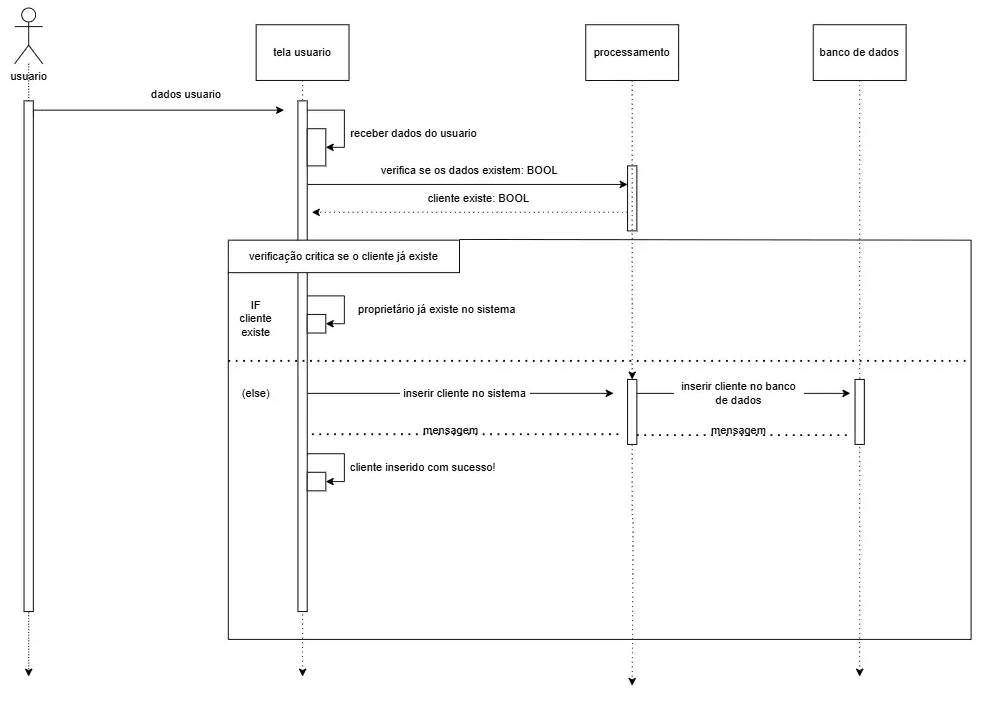 usuario
tela usuario
processamento
banco de dados
dados usuario
receber dados do usuario
verifica se os dados existem: BOOL
cliente existe: BOOL
verificação critica se o cliente já existe
IF
cliente
existe
proprietário já existe no sistema
(else)
inserir cliente no sistema
inserir cliente no banco
de dados
mensagem
mensagem
cliente inserido com sucesso!